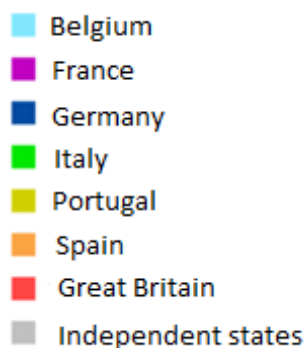 Belgium
France
Germany
Italy
Portugal
Spain
Great Britain
Independent states